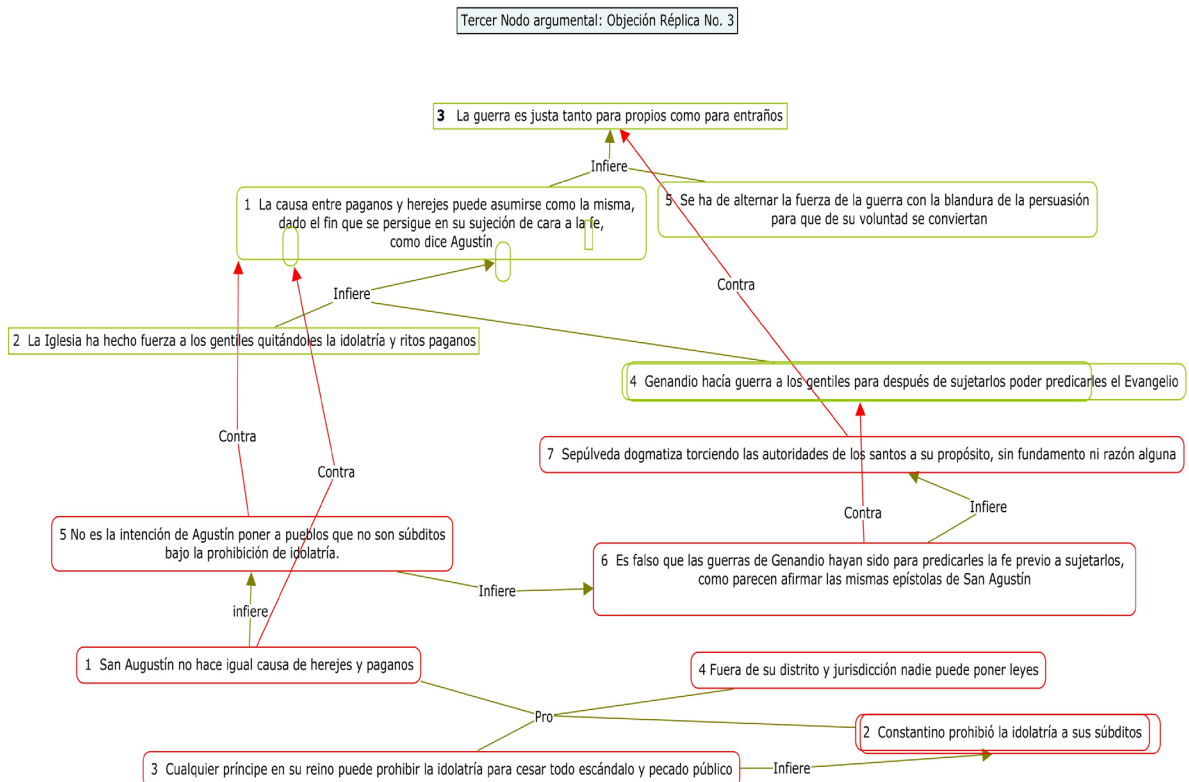 Tercer Nodo argumental: Objeción Réplica No. 3
3 La guerra es justa tanto para propios como para entraños
Infiere
1 La causa entre paganos y herejes puede asumirse como la misma,
dado el fin que se persigue en su sujeción de cara a la fe,
como dice Agustín
5 Se ha de alternar la fuerza de la guerra con la blandura de la persuasión
para que de su voluntad se conviertan
Contra
Infiere
2 La Iglesia ha hecho fuerza a los gentiles quitándoles la idolatría y ritos paganos
4 Genandio hacía guerra a los gentiles para después de sujetarlos poder predicarles el Evangelio
Contra
7 Sepúlveda dogmatiza torciendo las autoridades de los santos a su propósito, sin fundamento ni razón alguna
Contra
Infiere
Contra
5 No es la intención de Agustín poner a pueblos que no son súbditos
bajo la prohibición de idolatría.
6 Es falso que las guerras de Genandio hayan sido para predicarles la fe previo a sujetarlos,
como parecen afirmar las mismas epístolas de San Agustín
Infiere
infiere
1 San Augustín no hace igual causa de herejes y paganos
4 Fuera de su distrito y jurisdicción nadie puede poner leyes
Pro
2 Constantino prohibió la idolatría a sus súbditos
3 Cualquier príncipe en su reino puede prohibir la idolatría para cesar todo escándalo y pecado público
Infiere